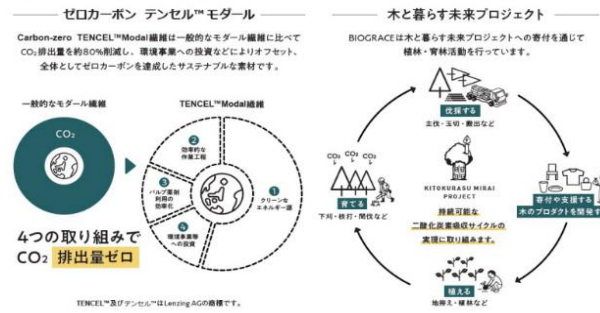 ゼロカーボン テンセル™モダール
Carbon-zero TENCEL™Modal繊維は一般的なモダール繊維に比べて
CO₂排出量を約80%削減し、環境事業への投資などによりオフセット、
全体としてゼロカーボンを達成したサステナブルな素材です。
一般的なモダール繊維
CO₂
TENCEL™Modal繊維
1
クリーンな
エネルギー源
2
効率的な
作業工程
3
パルプ薬剤
利用の
効率化
4
環境事業等
への投資
4つの取り組みで
CO₂ 排出量ゼロ
TENCEL™及びテンセル™はLenzing AGの商標です。
木と暮らす未来プロジェクト
BIOGRACEは木と暮らす未来プロジェクトへの寄付を通じて
植林・育林活動を行っています。
伐採する
主伐・玉切・搬出など
寄付や支援する
木のプロダクトを開発す
植える
地拵え・植林など
育てる
下刈・枝打・間伐など
CO₂ CO₂ CO₂
KITOKURASU MIRAI
PROJECT
持続可能な
二酸化炭素吸収サイクルの
実現に取り組みます。